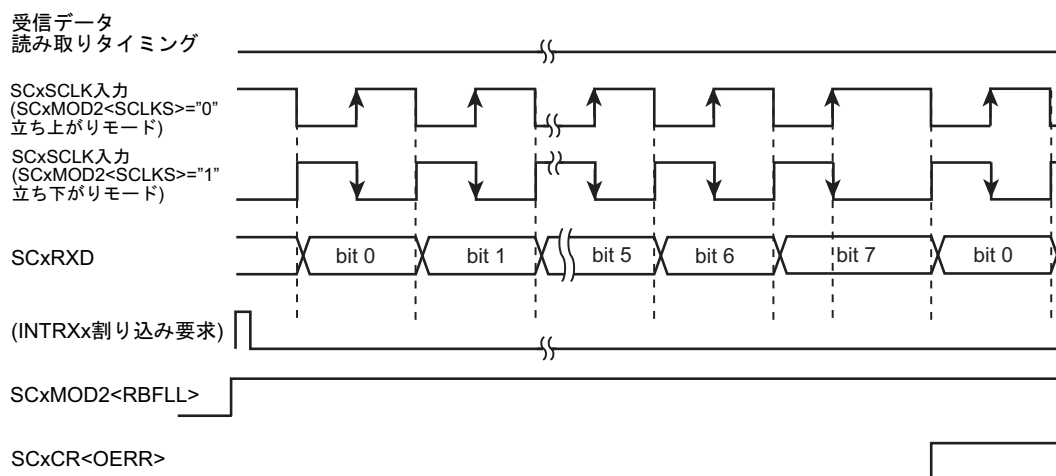 受信データ
読み取りタイミング
SCxSCLK入力
(SCxMOD2<SCLKS>="0"
立ち上がりモード)
SCxSCLK入力
(SCxMOD2<SCLKS>="1"
立ち下がりモード)
SCxRXD
bit 0
bit 1
bit 5
bit 6
bit 7
bit 0
(INTRXx割り込み要求)
SCxMOD2<RBFLL>
SCxCR<OERR>